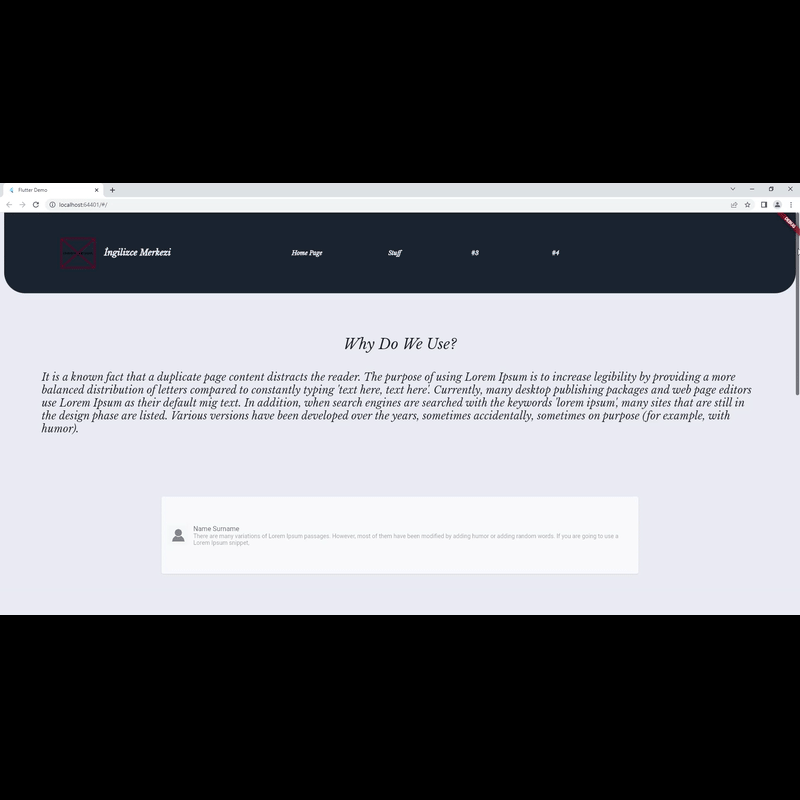 Flutter Demo
localhost:64401/#/
DEBUG
İngilizce Merkezi
Home Page
Stuff
#3
#4
Why Do We Use?
It is a known fact that a duplicate page content distracts the reader. The purpose of using Lorem Ipsum is to increase legibility by providing a more
balanced distribution of letters compared to constantly typing 'text here, text here'. Currently, many desktop publishing packages and web page editors
use Lorem Ipsum as their default mig text. In addition, when search engines are searched with the keywords 'lorem ipsum', many sites that are still in
the design phase are listed. Various versions have been developed over the years, sometimes accidentally, sometimes on purpose (for example, with
humor).
Name Surname
There are many variations of Lorem Ipsum passages. However, most of them have been modified by adding humor or adding random words. If you are going to use a
Lorem Ipsum snippet,